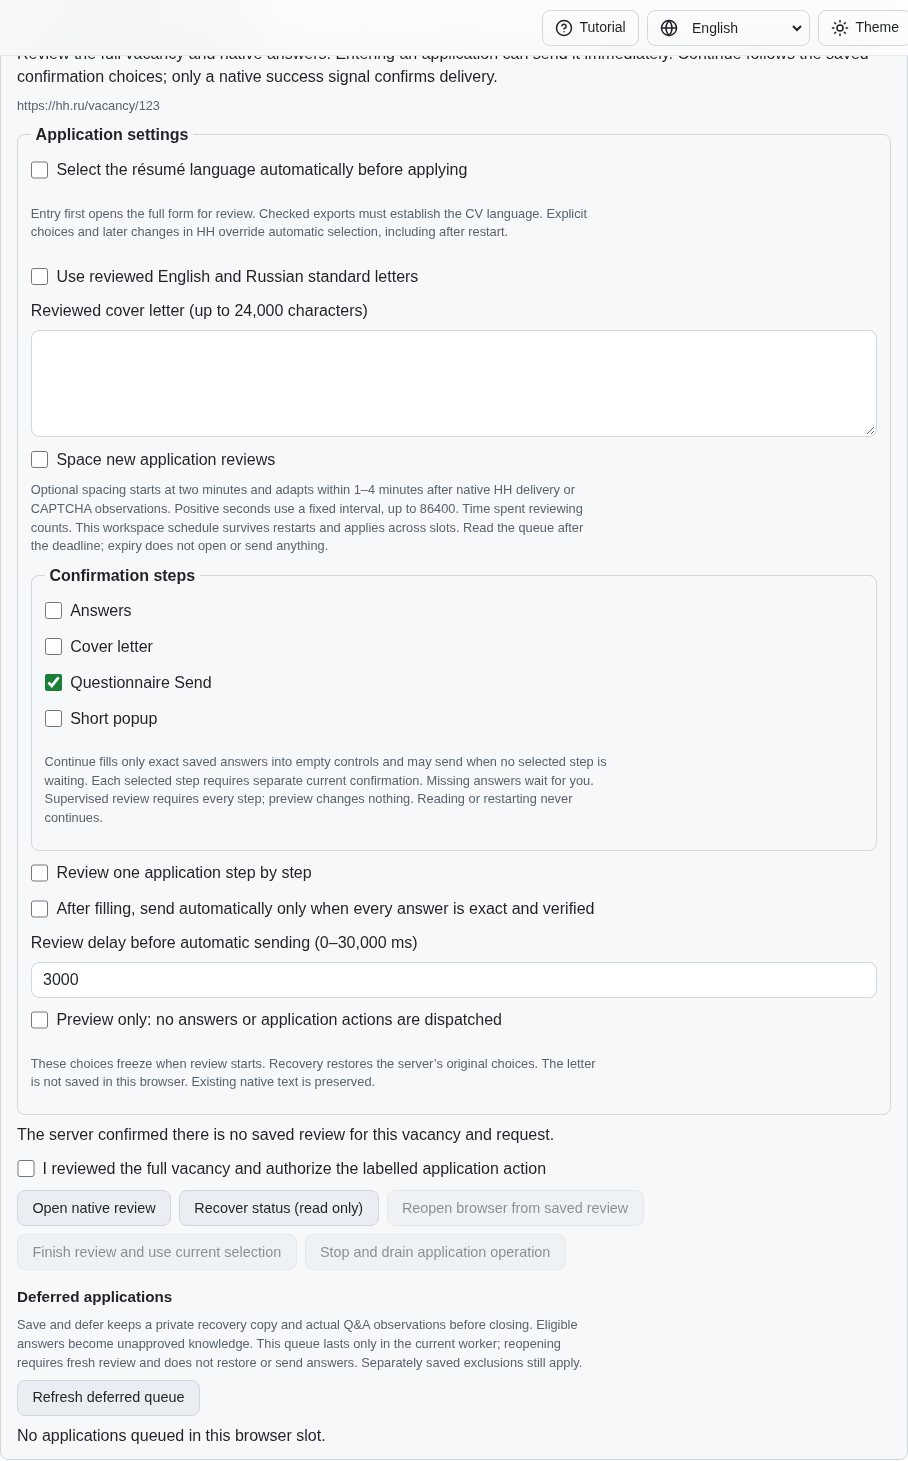 Tutorial
English
Theme
Review the full vacancy and native answers. Entering an application can send it immediately. Continue follows the saved
confirmation choices; only a native success signal confirms delivery.
https://hh.ru/vacancy/123
Application settings
Select the résumé language automatically before applying
Entry first opens the full form for review. Checked exports must establish the CV language. Explicit
choices and later changes in HH override automatic selection, including after restart.
Use reviewed English and Russian standard letters
Reviewed cover letter (up to 24,000 characters)
Space new application reviews
Optional spacing starts at two minutes and adapts within 1–4 minutes after native HH delivery or
CAPTCHA observations. Positive seconds use a fixed interval, up to 86400. Time spent reviewing
counts. This workspace schedule survives restarts and applies across slots. Read the queue after
the deadline; expiry does not open or send anything.
Confirmation steps
Answers
Cover letter
Questionnaire Send
Short popup
Continue fills only exact saved answers into empty controls and may send when no selected step is
waiting. Each selected step requires separate current confirmation. Missing answers wait for you.
Supervised review requires every step; preview changes nothing. Reading or restarting never
continues.
Review one application step by step
After filling, send automatically only when every answer is exact and verified
Review delay before automatic sending (0–30,000 ms)
3000
Preview only: no answers or application actions are dispatched
These choices freeze when review starts. Recovery restores the server’s original choices. The letter
is not saved in this browser. Existing native text is preserved.
The server confirmed there is no saved review for this vacancy and request.
I reviewed the full vacancy and authorize the labelled application action
Open native review
Recover status (read only)
Reopen browser from saved review
Finish review and use current selection
Stop and drain application operation
Deferred applications
Save and defer keeps a private recovery copy and actual Q&A observations before closing. Eligible
answers become unapproved knowledge. This queue lasts only in the current worker; reopening
requires fresh review and does not restore or send answers. Separately saved exclusions still apply.
Refresh deferred queue
No applications queued in this browser slot.